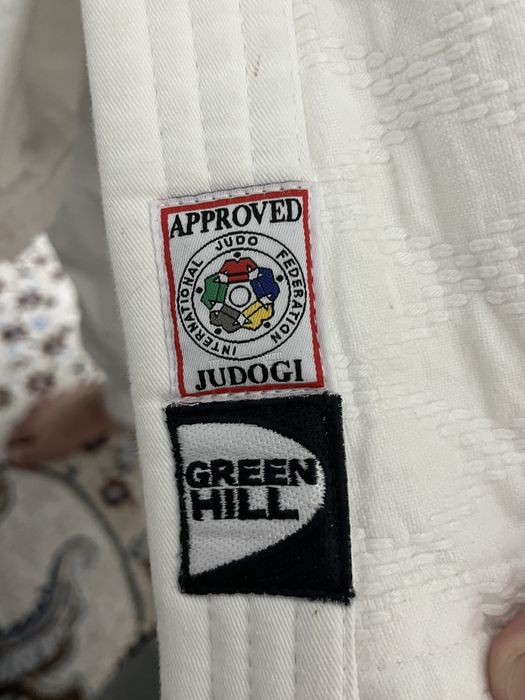 APPROVED
INTERNATIONAL JUDO FEDERATION
JUDOGI
GREEN
HILL